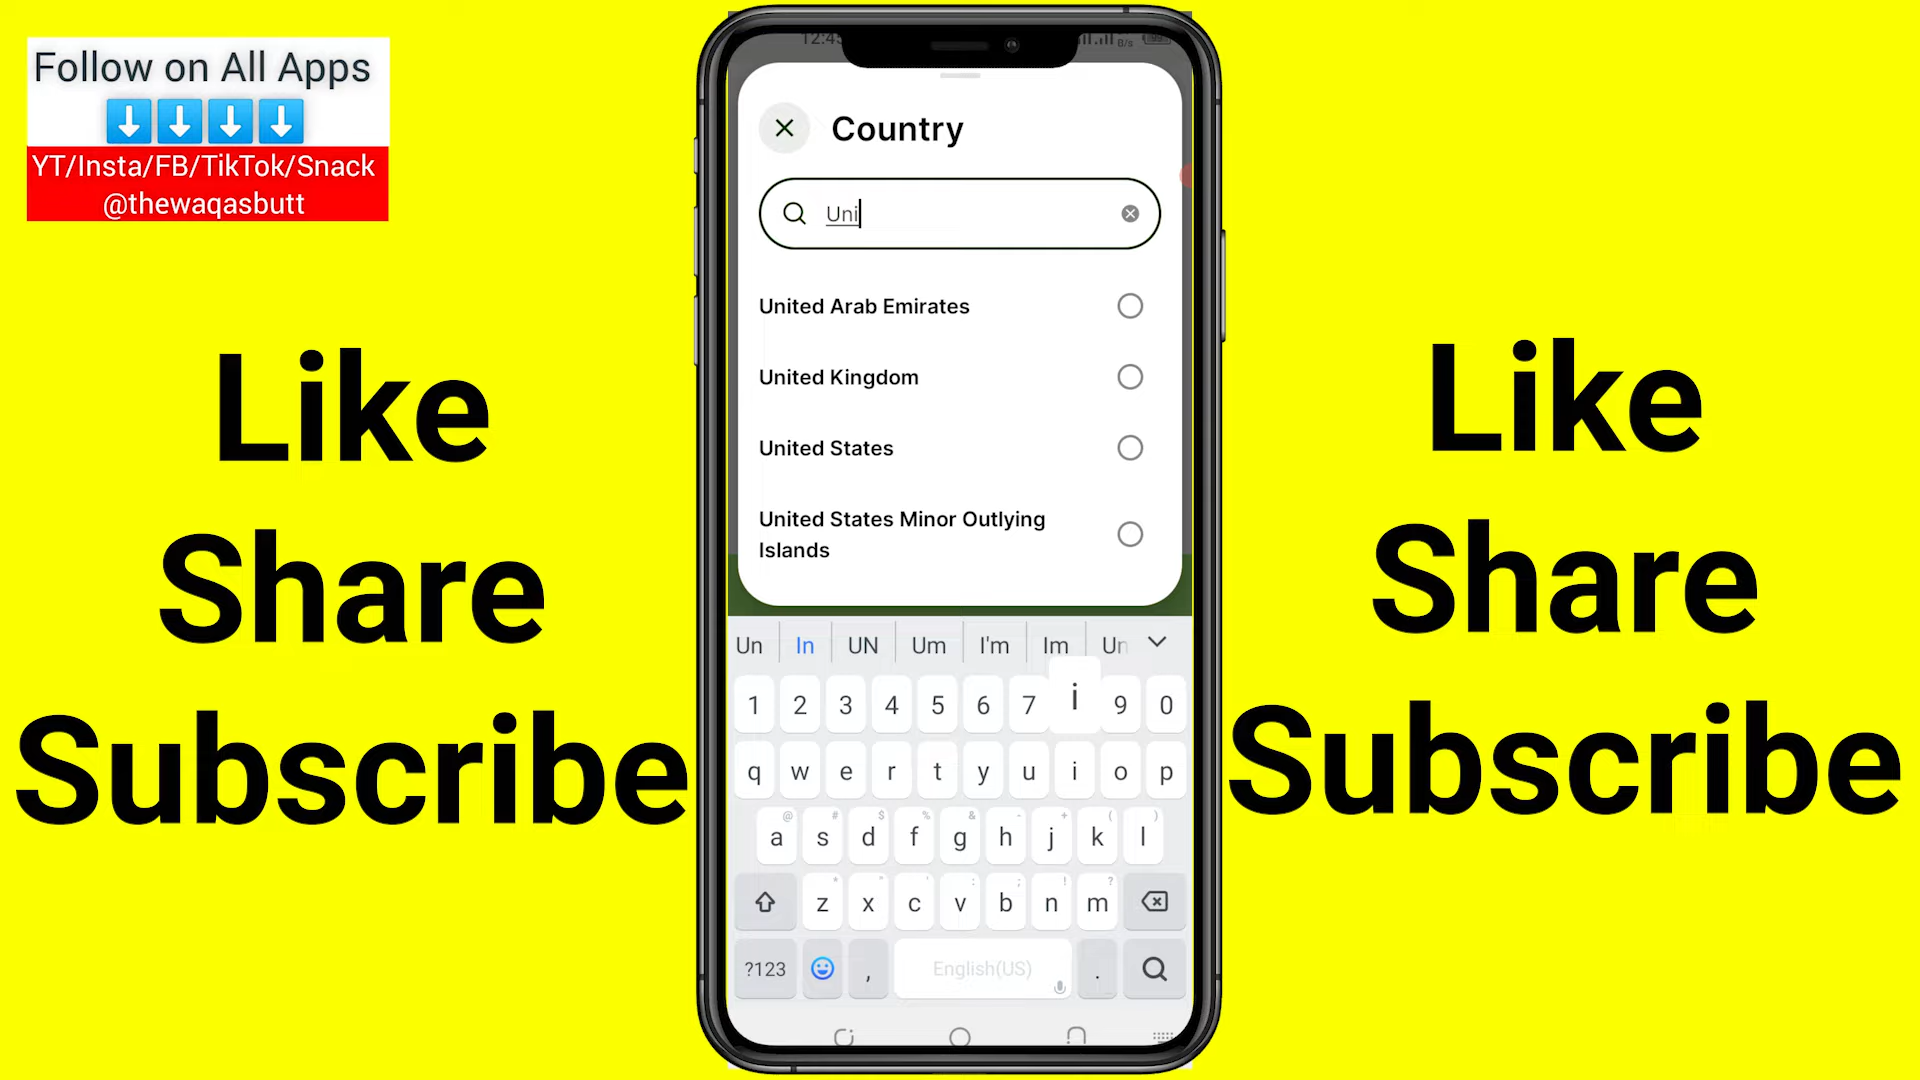 Follow on All Apps
YT/Insta/FB/TikTok/Snack
@thewaqasbutt
Like
Share
Subscribe
Country
Uni
United Arab Emirates
United Kingdom
United States
United States Minor Outlying
Islands
Un In UN Um I'm Im
1 2 3 4 5 6 7 i 9 0
q w e r t y u i o p
@ # $ % & - + ( )
a s d f g h j k l
z x c v b n m
?123 , English(US) .
Like
Share
Subscribe